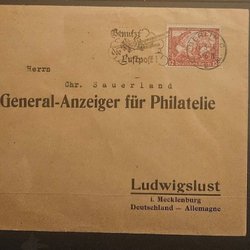 Benutzt
die
Luftpost!
Herrn
Chr. Sauerland
General-Anzeiger für Philatelie
Ludwigslust
i. Mecklenburg
Deutschland — Allemagne